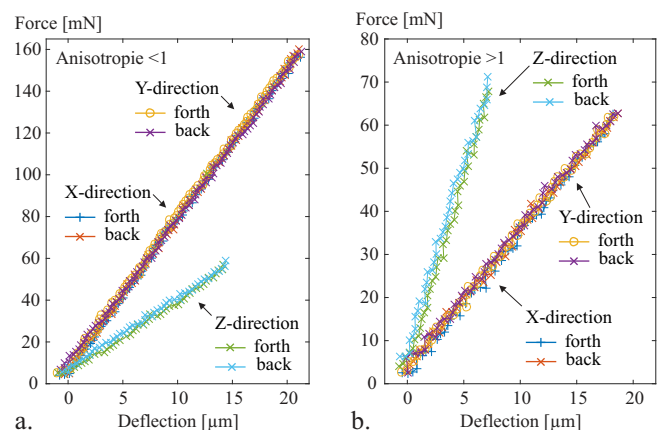 Force [mN]
160
140
120
100
80
60
40
20
0
Anisotropie <1
Y-direction
forth
back
X-direction
forth
back
Z-direction
forth
back
0
5
10
15
20
a.
Deflection [µm]
Force [mN]
80
70
60
50
40
30
20
10
0
Anisotropie >1
Z-direction
forth
back
Y-direction
forth
back
X-direction
forth
back
0
5
10
15
20
b.
Deflection [µm]